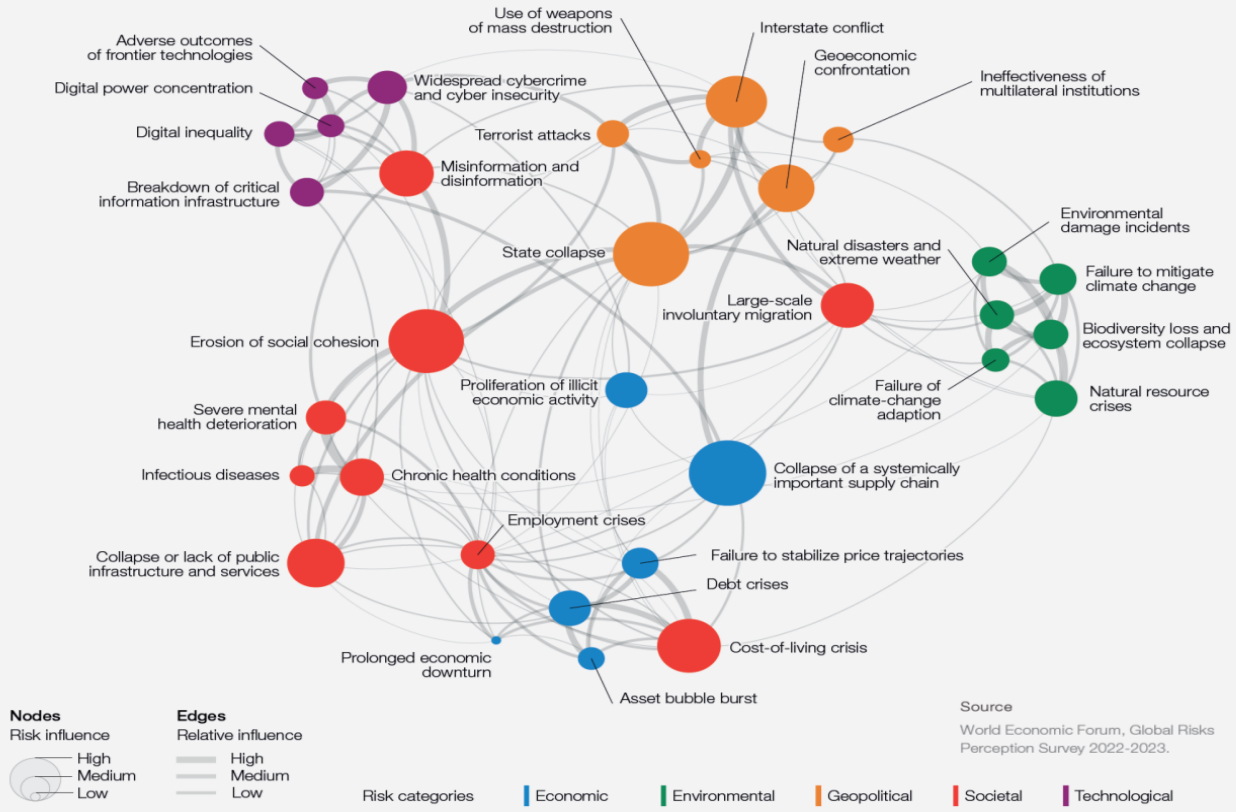 Use of weapons
of mass destruction
Interstate conflict
Adverse outcomes
of frontier technologies
Geoeconomic
confrontation
Ineffectiveness of
multilateral institutions
Digital power concentration
Widespread cybercrime
and cyber insecurity
Digital inequality
Terrorist attacks
Misinformation and
disinformation
Breakdown of critical
information infrastructure
Environmental
damage incidents
Natural disasters and
extreme weather
State collapse
Failure to mitigate
climate change
Large-scale
involuntary migration
Biodiversity loss and
ecosystem collapse
Erosion of social cohesion
Proliferation of illicit
economic activity
Failure of
climate-change
adaption
Natural resource
crises
Severe mental
health deterioration
Infectious diseases
Chronic health conditions
Collapse of a systemically
important supply chain
Employment crises
Collapse or lack of public
infrastructure and services
Failure to stabilize price trajectories
Debt crises
Prolonged economic
downturn
Cost-of-living crisis
Asset bubble burst
Nodes
Risk influence
High
Medium
Low
Edges
Relative influence
High
Medium
Low
Source
World Economic Forum, Global Risks
Perception Survey 2022-2023.
Risk categories
Economic
Environmental
Geopolitical
Societal
Technological